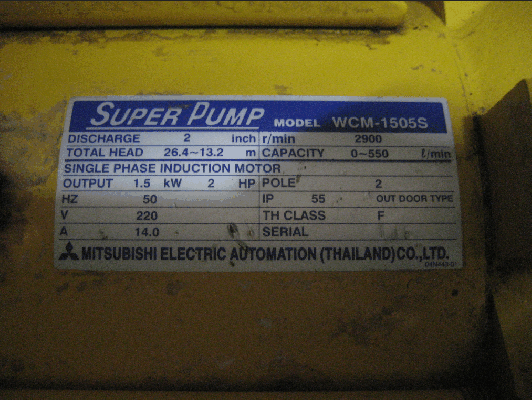 SUPER PUMP MODEL WCM-1505S
DISCHARGE 2 inch r/min 2900
TOTAL HEAD 26.4~13.2 m CAPACITY 0~550 ℓ/min
SINGLE PHASE INDUCTION MOTOR
OUTPUT 1.5 kW 2 HP POLE 2
HZ 50 IP 55 OUT DOOR TYPE
V 220 TH CLASS F
A 14.0 SERIAL
MITSUBISHI ELECTRIC AUTOMATION (THAILAND) CO.,LTD.